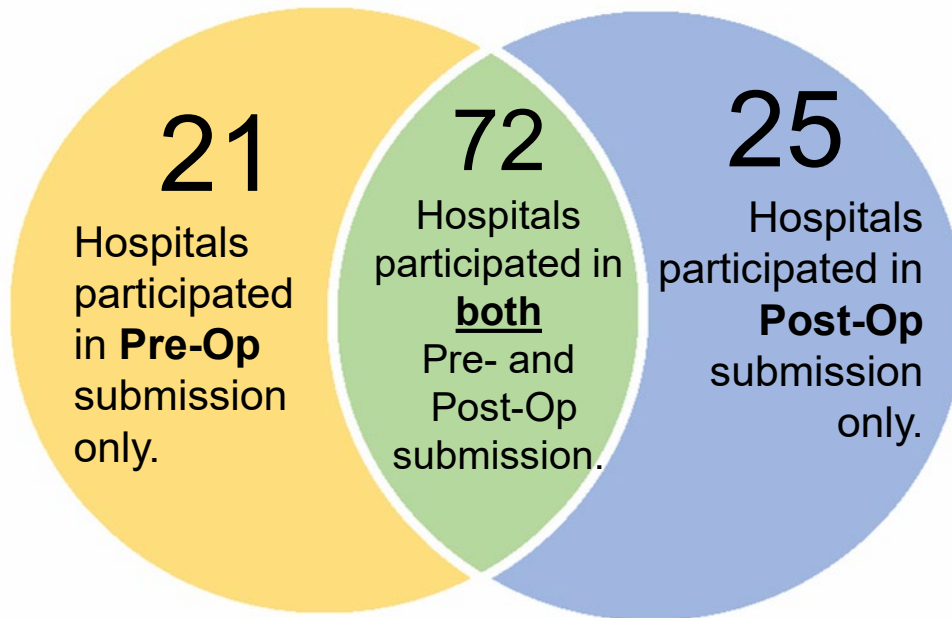 21
Hospitals
participated
in Pre-Op
submission
only.
72
Hospitals
participated in
both
Pre- and
Post-Op
submission.
25
Hospitals
participated in
Post-Op
submission
only.